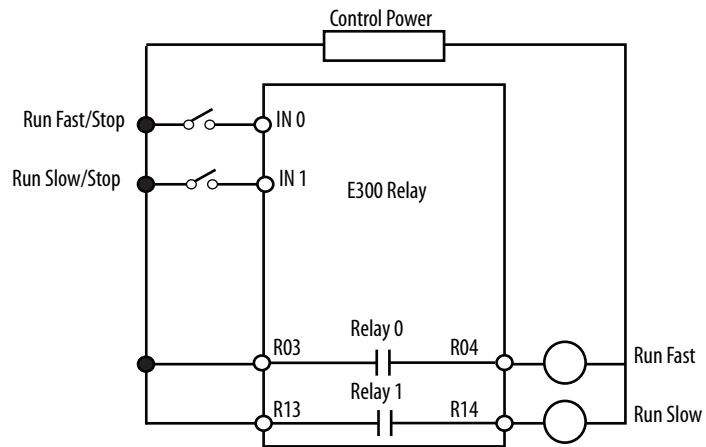 Control Power
Run Fast/Stop
IN 0
Run Slow/Stop
IN 1
E300 Relay
R03
Relay 0
R04
Run Fast
R13
Relay 1
R14
Run Slow